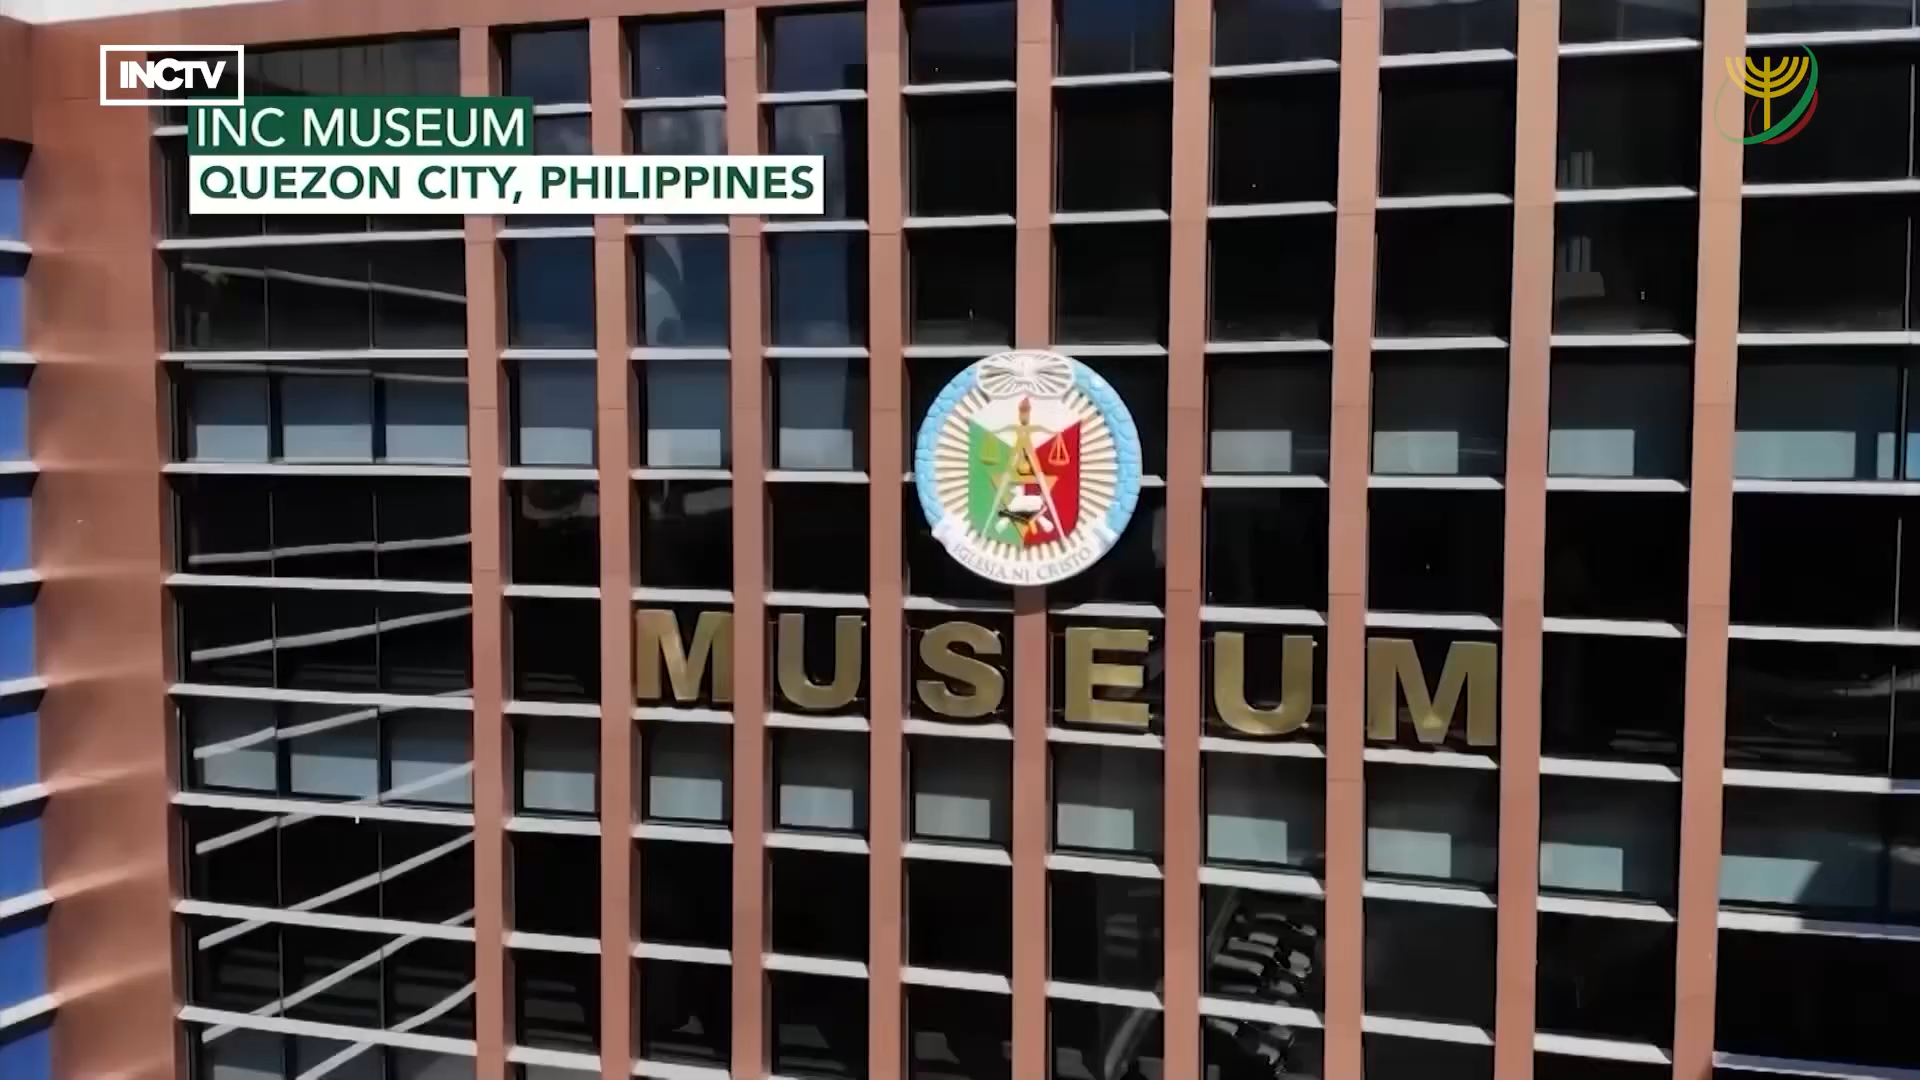 INCTV
INC MUSEUM
QUEZON CITY, PHILIPPINES
IGLESIA NI CRISTO
MUSEUM